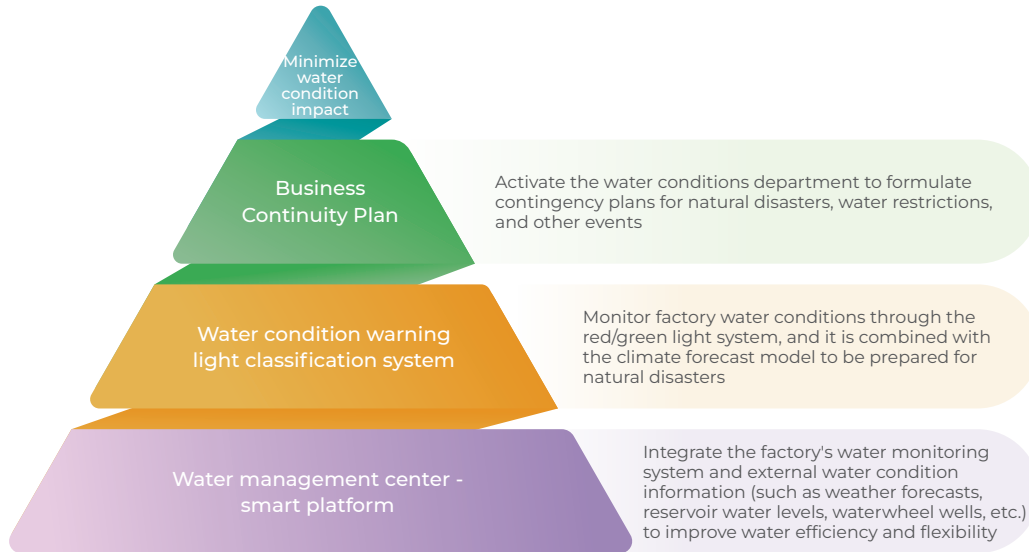 Minimize
water
condition
impact
Business
Continuity Plan
Activate the water conditions department to formulate
contingency plans for natural disasters, water restrictions,
and other events
Water condition warning
light classification system
Monitor factory water conditions through the
red/green light system, and it is combined with
the climate forecast model to be prepared for
natural disasters
Water management center -
smart platform
Integrate the factory's water monitoring
system and external water condition
information (such as weather forecasts,
reservoir water levels, waterwheel wells, etc.)
to improve water efficiency and flexibility